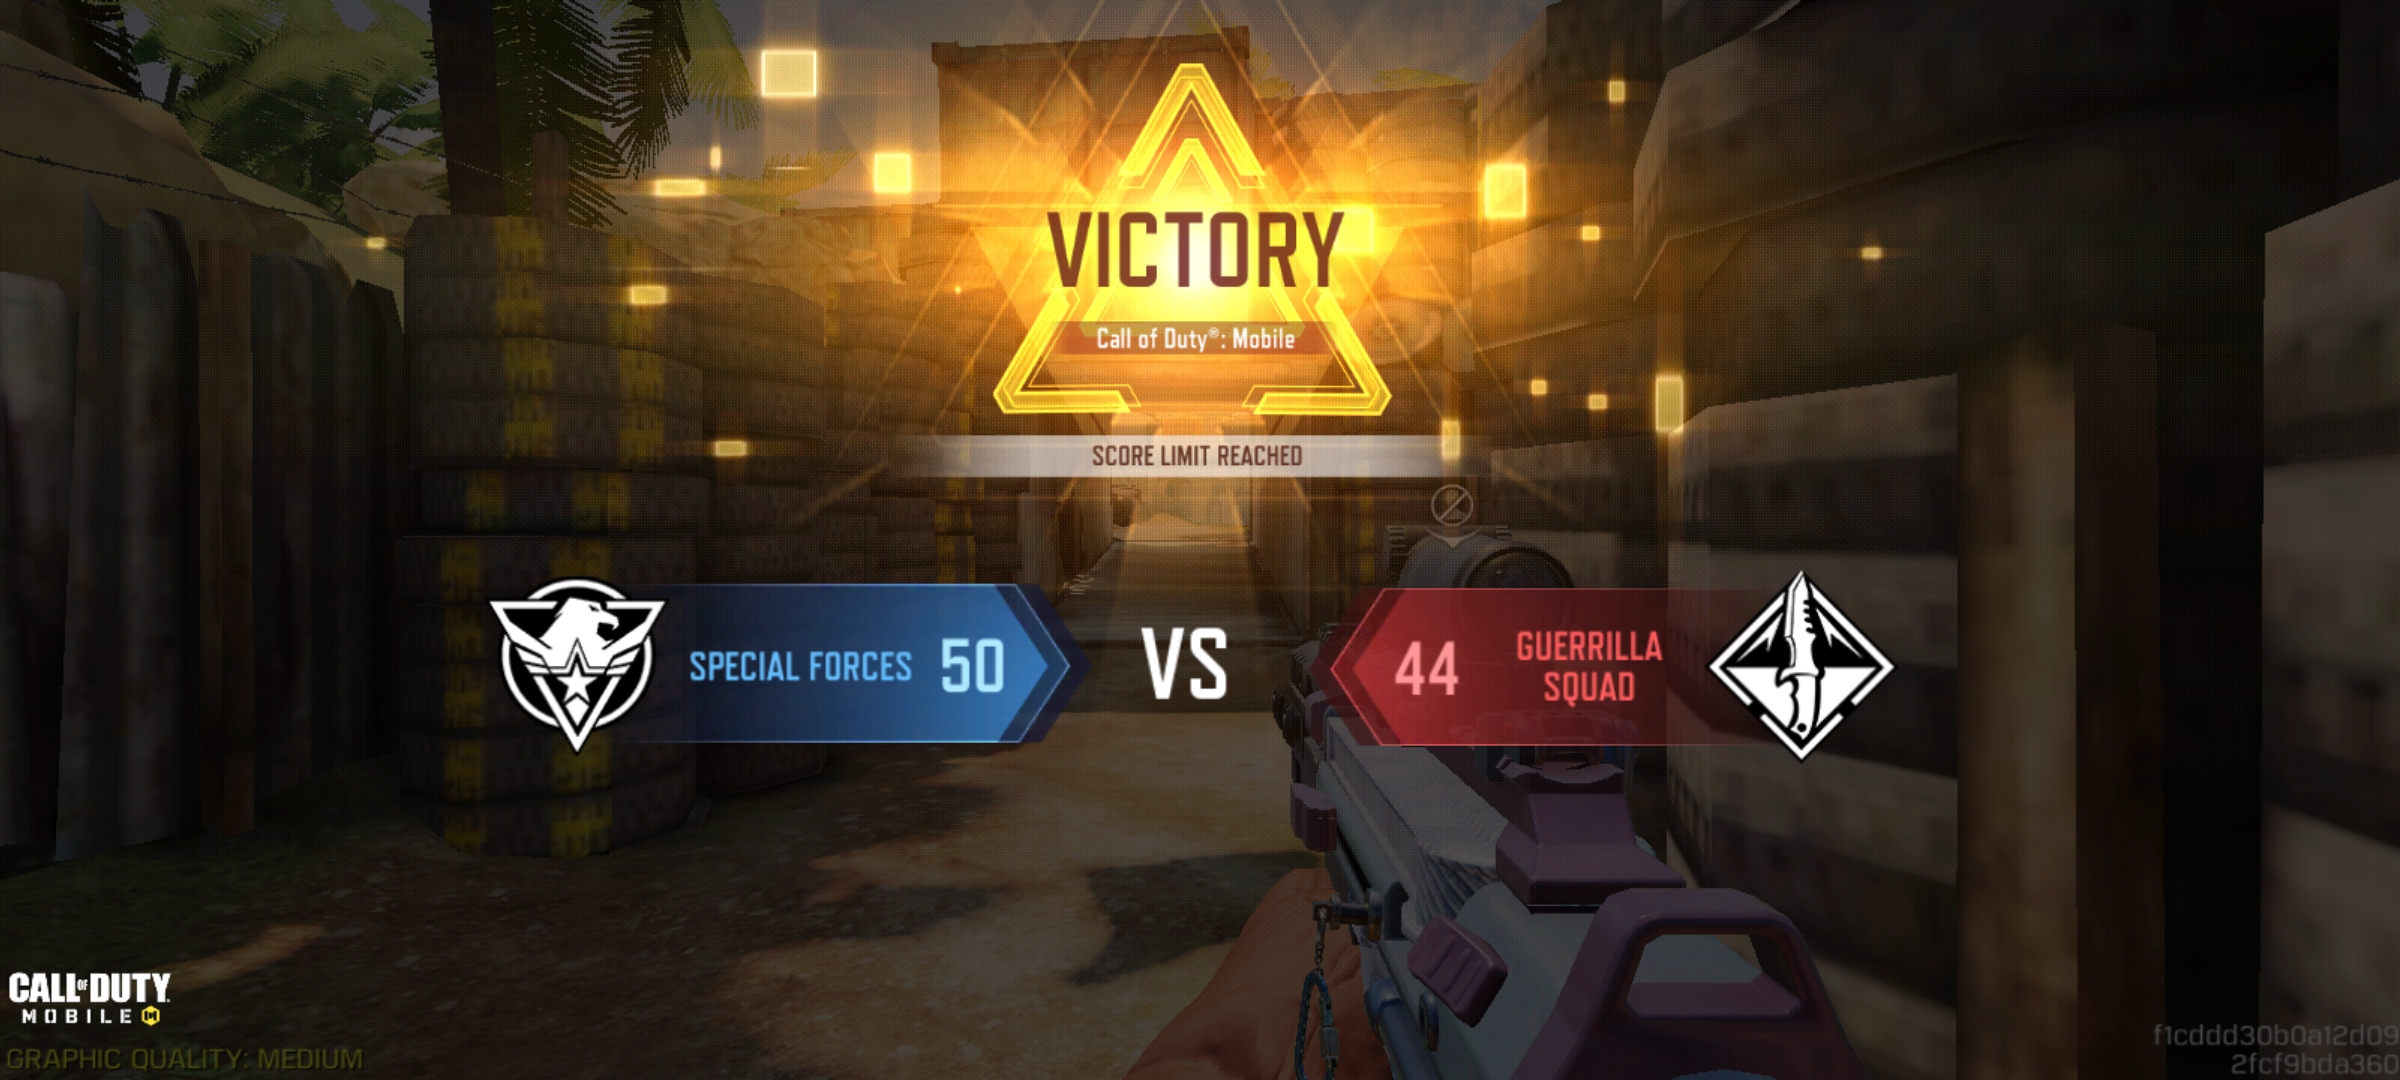 VICTORY
Call of Duty®: Mobile
SCORE LIMIT REACHED
SPECIAL FORCES 50
VS
44
GUERRILLA
SQUAD
CALL OF DUTY
MOBILE
GRAPHIC QUALITY: MEDIUM
f1cddd30b0a12d09
2fcf9bda360